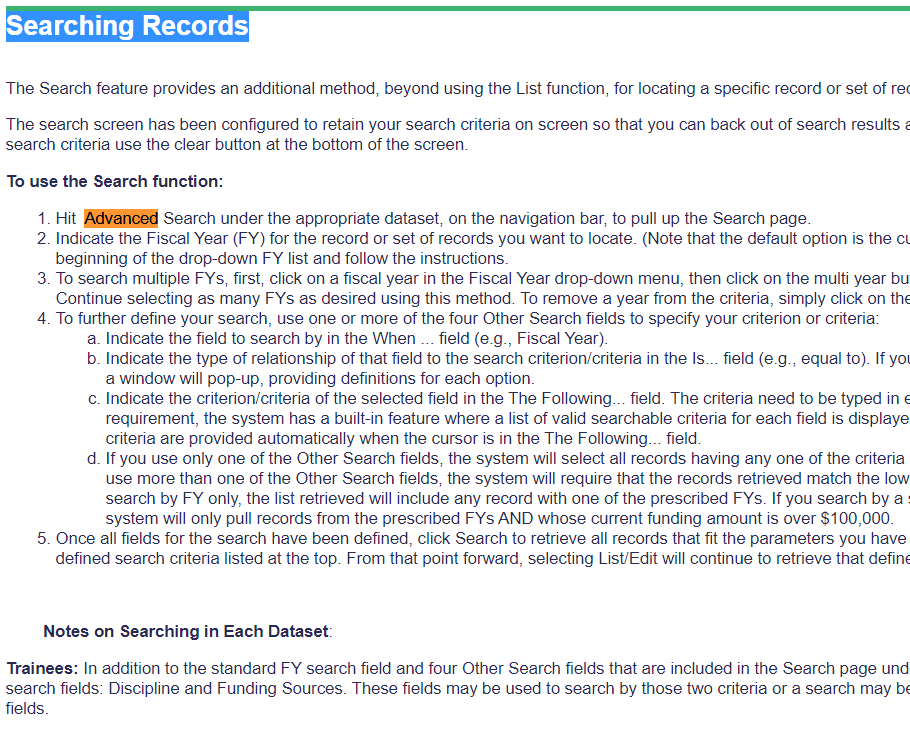 Searching Records
The Search feature provides an additional method, beyond using the List function, for locating a specific record or set of
The search screen has been configured to retain your search criteria on screen so that you can back out of search results
search criteria use the clear button at the bottom of the screen.
To use the Search function:
1. Hit Advanced Search under the appropriate dataset, on the navigation bar, to pull up the Search page.
2. Indicate the Fiscal Year (FY) for the record or set of records you want to locate. (Note that the default option is the
beginning of the drop-down FY list and follow the instructions.
3. To search multiple FYs, first, click on a fiscal year in the Fiscal Year drop-down menu, then click on the multi year
Continue selecting as many FYs as desired using this method. To remove a year from the criteria, simply click on the
4. To further define your search, use one or more of the four Other Search fields to specify your criterion or criteria:
a. Indicate the field to search by in the When ... field (e.g., Fiscal Year).
b. Indicate the type of relationship of that field to the search criterion/criteria in the Is... field (e.g., equal to). If
a window will pop-up, providing definitions for each option.
c. Indicate the criterion/criteria of the selected field in the The Following... field. The criteria need to be typed in
requirement, the system has a built-in feature where a list of valid searchable criteria for each field is
criteria are provided automatically when the cursor is in the The Following... field.
d. If you use only one of the Other Search fields, the system will select all records having any one of the criteria
use more than one of the Other Search fields, the system will require that the records retrieved match the
search by FY only, the list retrieved will include any record with one of the prescribed FYs. If you search by a
system will only pull records from the prescribed FYs AND whose current funding amount is over $100,000.
5. Once all fields for the search have been defined, click Search to retrieve all records that fit the parameters you have
defined search criteria listed at the top. From that point forward, selecting List/Edit will continue to retrieve that
Notes on Searching in Each Dataset:
Trainees: In addition to the standard FY search field and four Other Search fields that are included in the Search page
search fields: Discipline and Funding Sources. These fields may be used to search by those two criteria or a search may
fields.